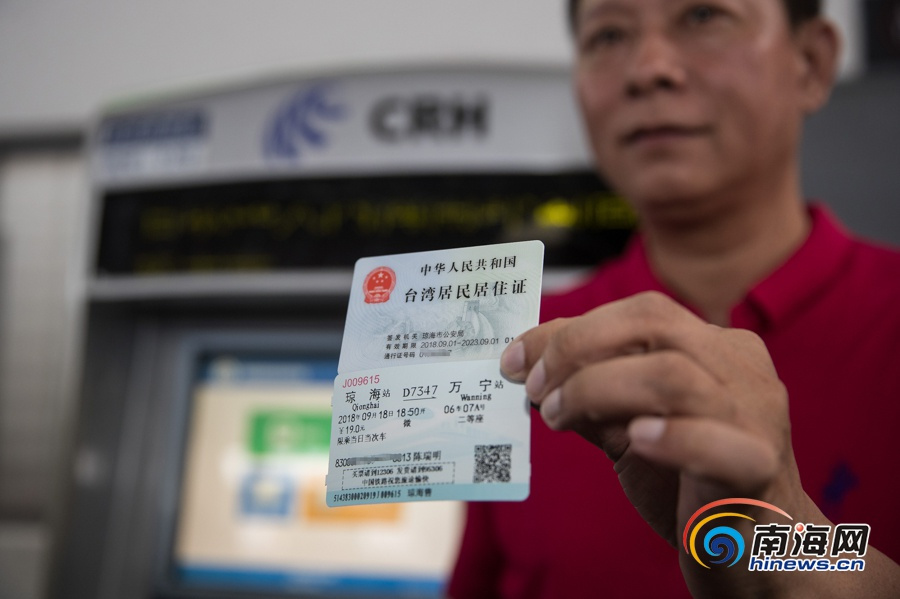 CRH
中华人民共和国
台湾居民居住证
签发机关 琼海市公安局
有效期限 2018.09.01-2023.09.01 01
通行证号码
J009615
琼海站 D7347 万宁站
Qionghai Wanning
2018年09月18日18:50开 06车07A号
¥19.0元 微 二等座
限乘当日当次车
8300 0813 陈瑞明
买票请到12306 发货请到95306
中国铁路祝您旅途愉快
琼海售
南海网
hinews.cn